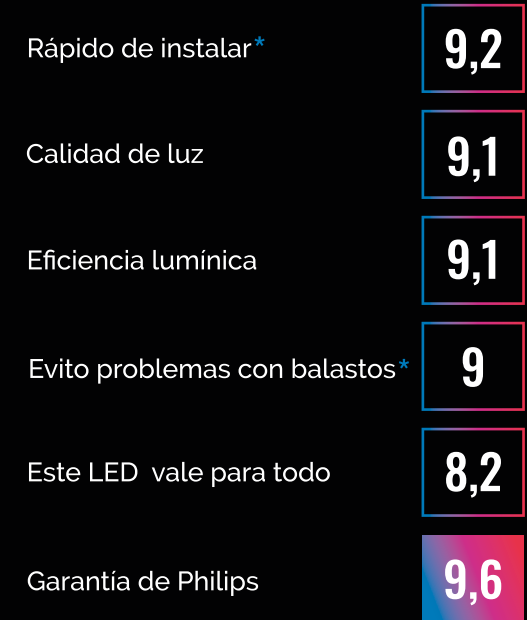 Rápido de instalar* 9,2
Calidad de luz 9,1
Eficiencia lumínica 9,1
Evito problemas con balastos* 9
Este LED vale para todo 8,2
Garantía de Philips 9,6